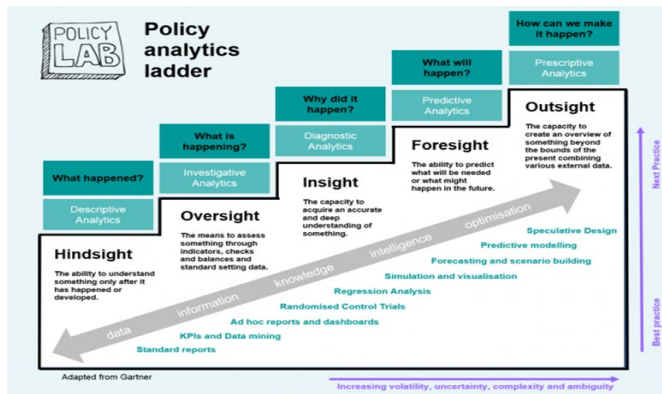 POLICY
LAB
Policy
analytics
ladder
How can we make
it happen?
Prescriptive
Analytics
What will
happen?
Predictive
Analytics
Why did it
happen?
Diagnostic
Analytics
What is
happening?
Investigative
Analytics
What happened?
Descriptive
Analytics
Hindsight
The ability to understand
something only after it
has happened or
developed.
Oversight
The means to assess
something through
indicators, checks
and balances and
standard setting data.
Insight
The capacity to
acquire an accurate
and deep
understanding of
something.
Foresight
The ability to predict
what will be needed
or what might
happen in the future.
Outsight
The capacity to
create an overview of
something beyond
the bounds of the
present combining
various external data.
data
information
knowledge
intelligence
optimisation
Speculative Design
Predictive modelling
Forecasting and scenario building
Simulation and visualisation
Regression Analysis
Randomised Control Trials
Ad hoc reports and dashboards
KPIs and Data mining
Standard reports
Next Practice
Best practice
Adapted from Gartner
Increasing volatility, uncertainty, complexity and ambiguity